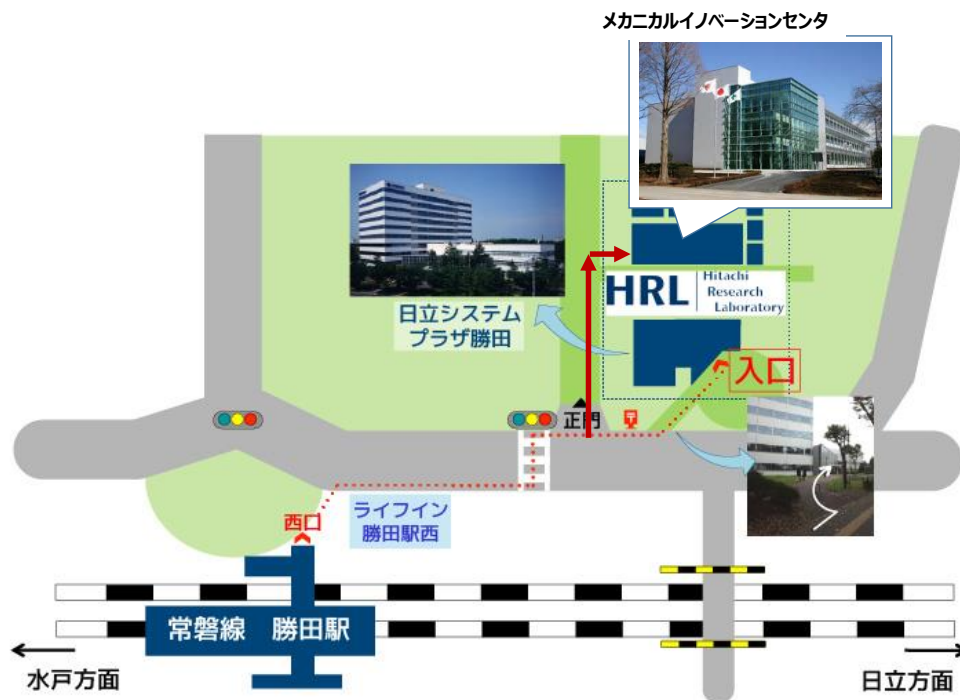 メカニカルイノベーションセンタ
HRL
Hitachi
Research
Laboratory
日立システム
プラザ勝田
入口
正門
西口
ライフイン
勝田駅西
常磐線 勝田駅
水戸方面
日立方面